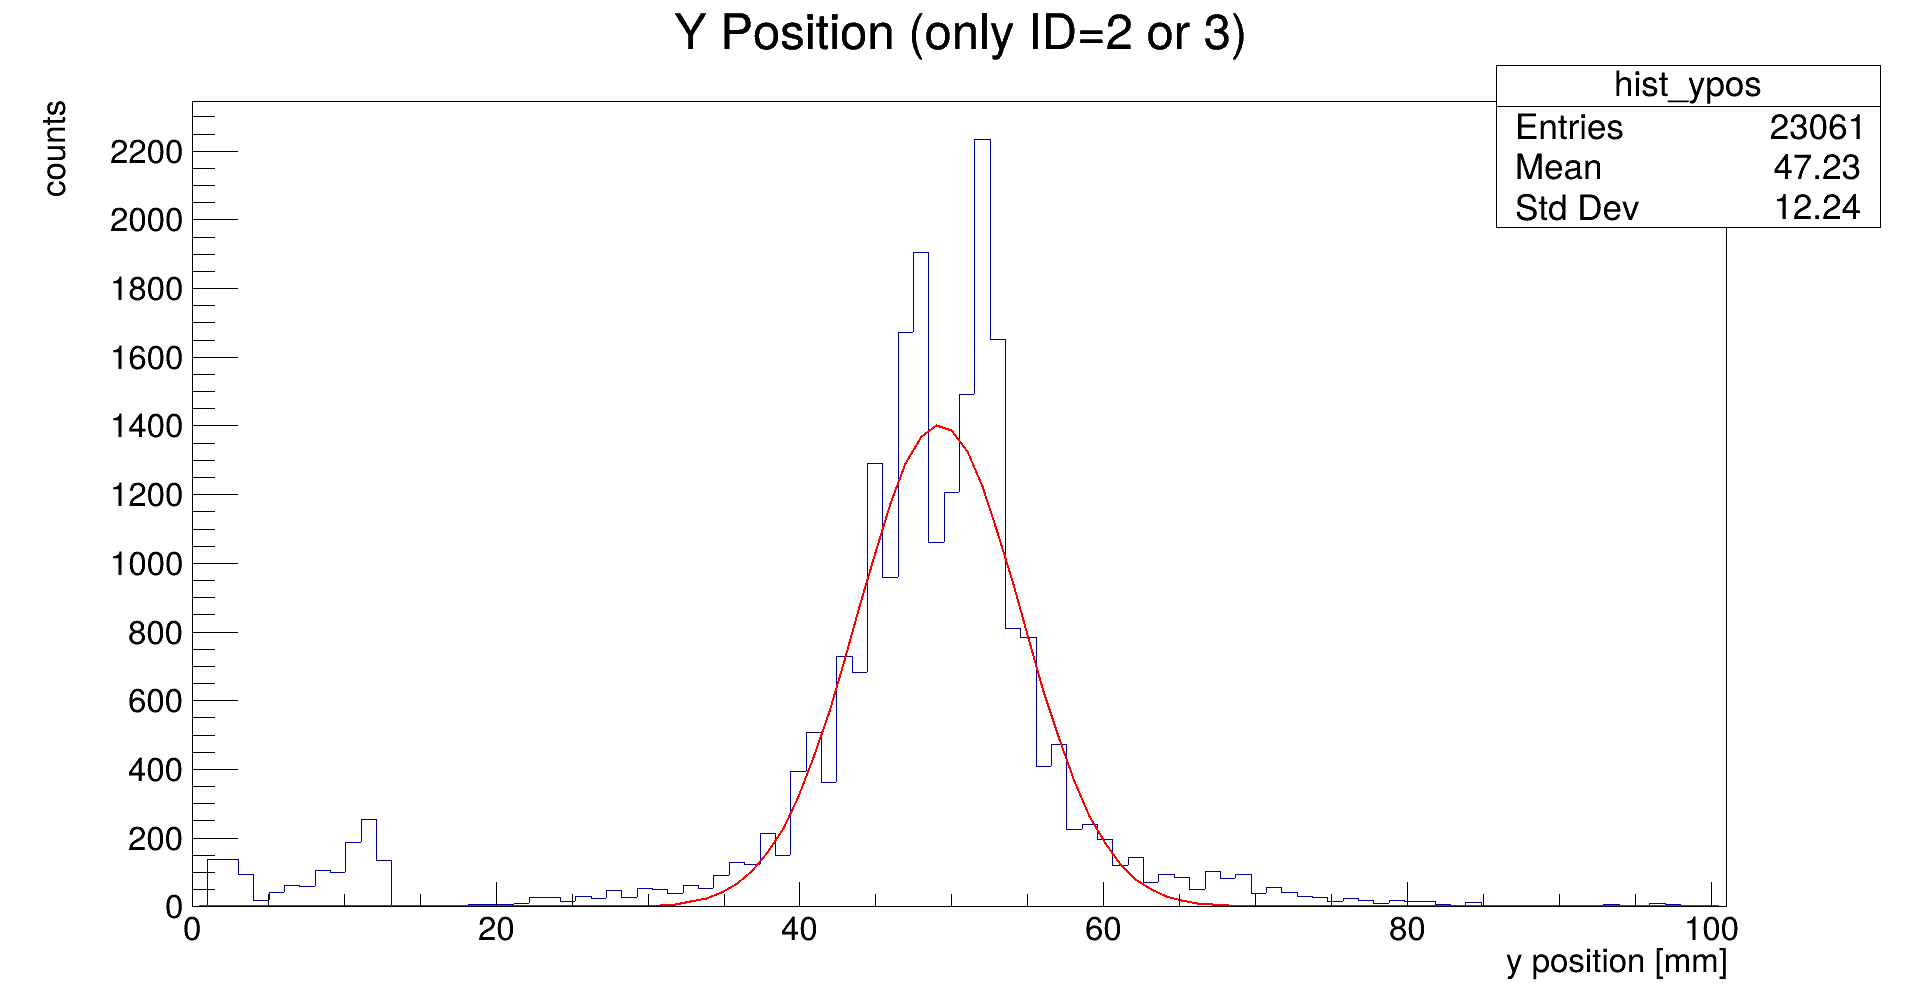 Y Position (only ID=2 or 3)
hist_ypos
Entries 23061
Mean 47.23
Std Dev 12.24
counts
2200
2000
1800
1600
1400
1200
1000
800
600
400
200
0
0 20 40 60 80 100
y position [mm]